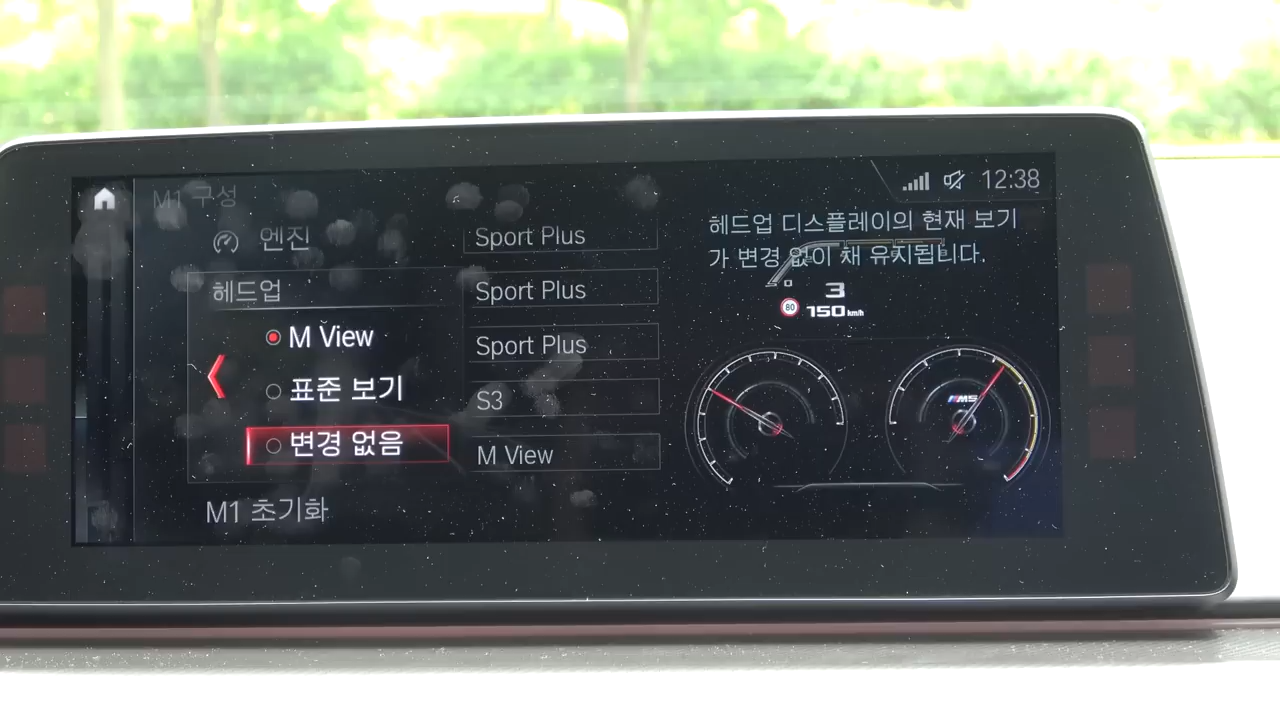 12:38
M1 구성
엔진
Sport Plus
헤드업
Sport Plus
M View
Sport Plus
표준 보기
S3
변경 없음
M View
M1 초기화
헤드업 디스플레이의 현재 보기
가 변경 없이 채 유지됩니다.
3
80
150 km/h
M5